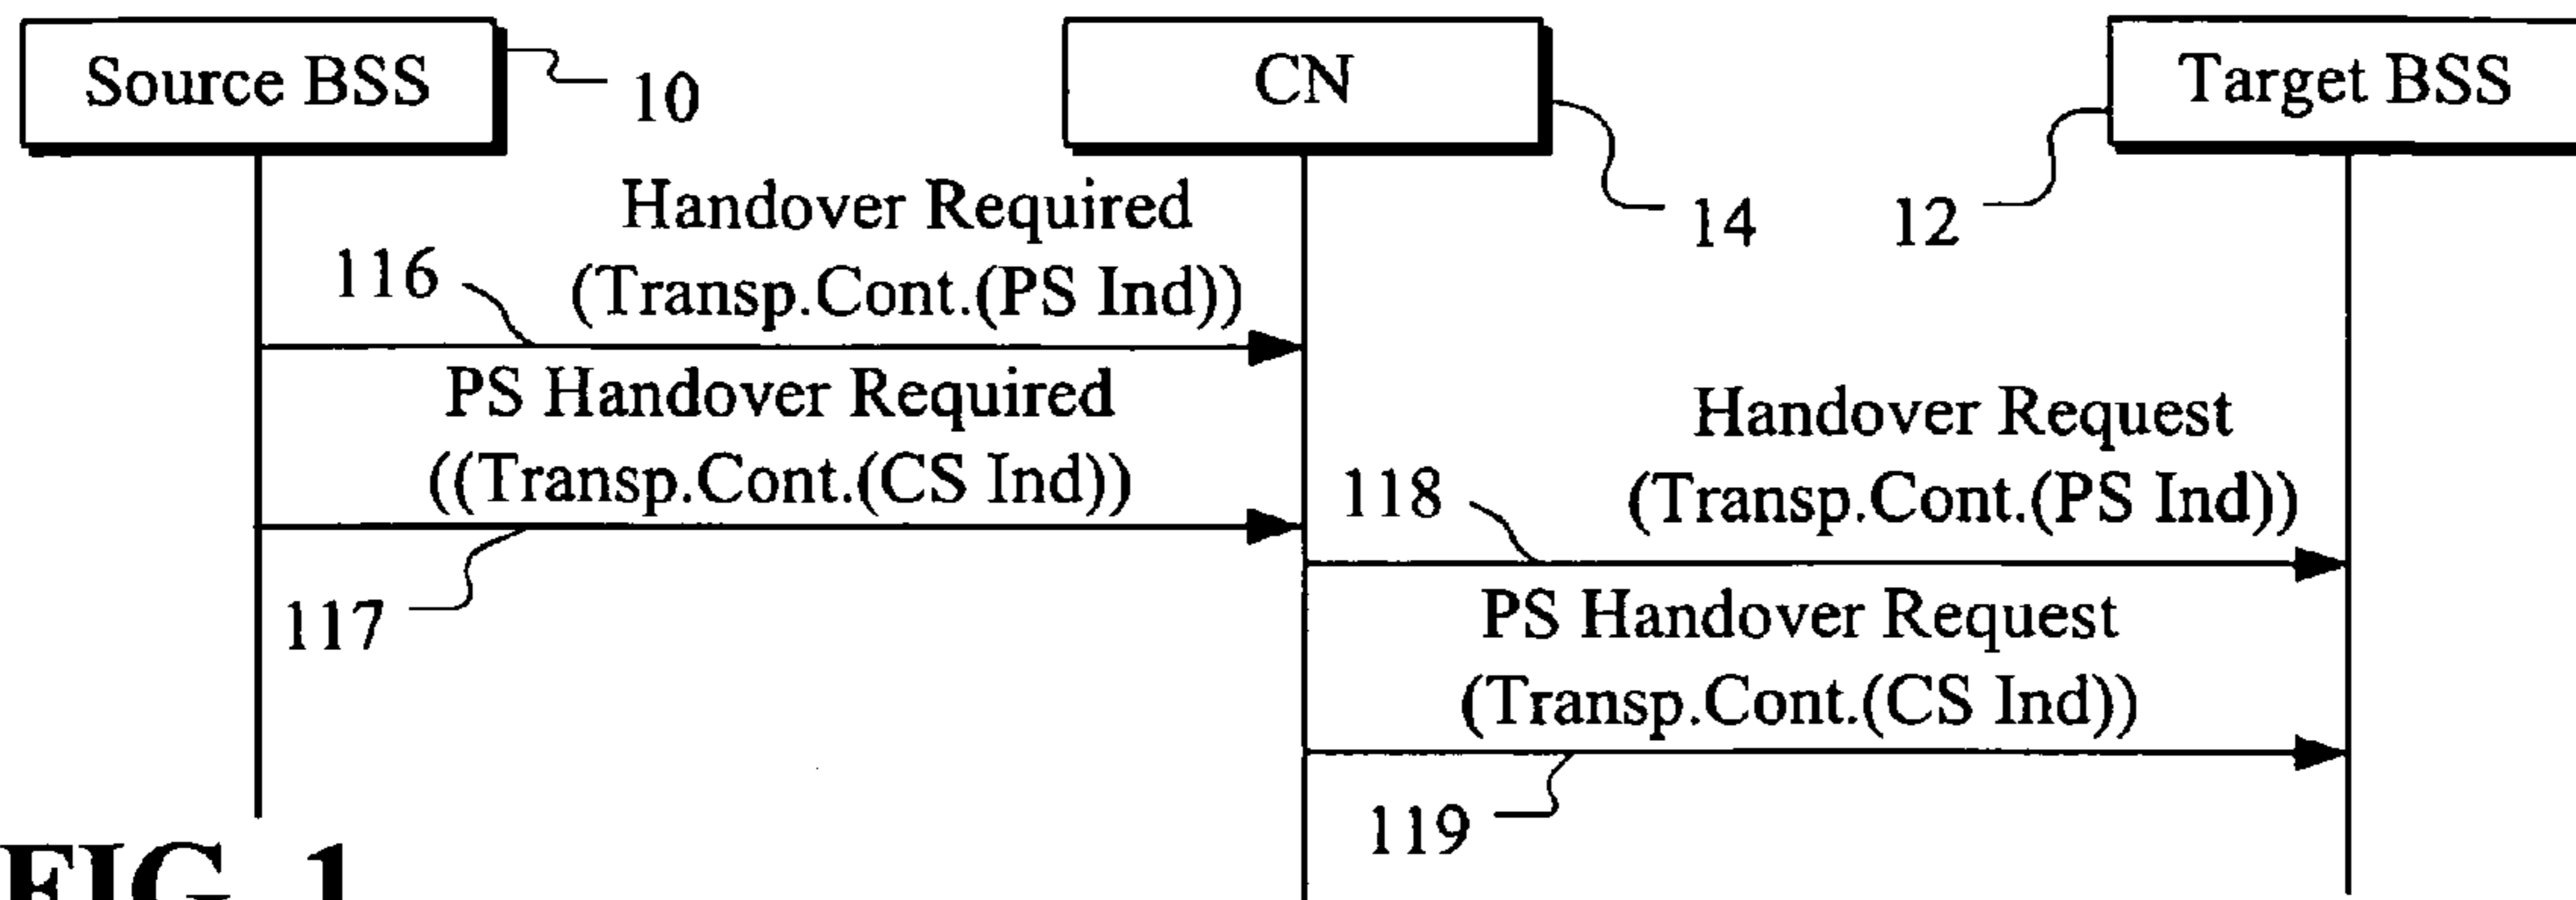 Source BSS
10
CN
14
Target BSS
12
Handover Required
(Transp.Cont.(PS Ind))
116
PS Handover Required
((Transp.Cont.(CS Ind))
117
Handover Request
(Transp.Cont.(PS Ind))
118
PS Handover Request
(Transp.Cont.(CS Ind))
119
FIG. 1